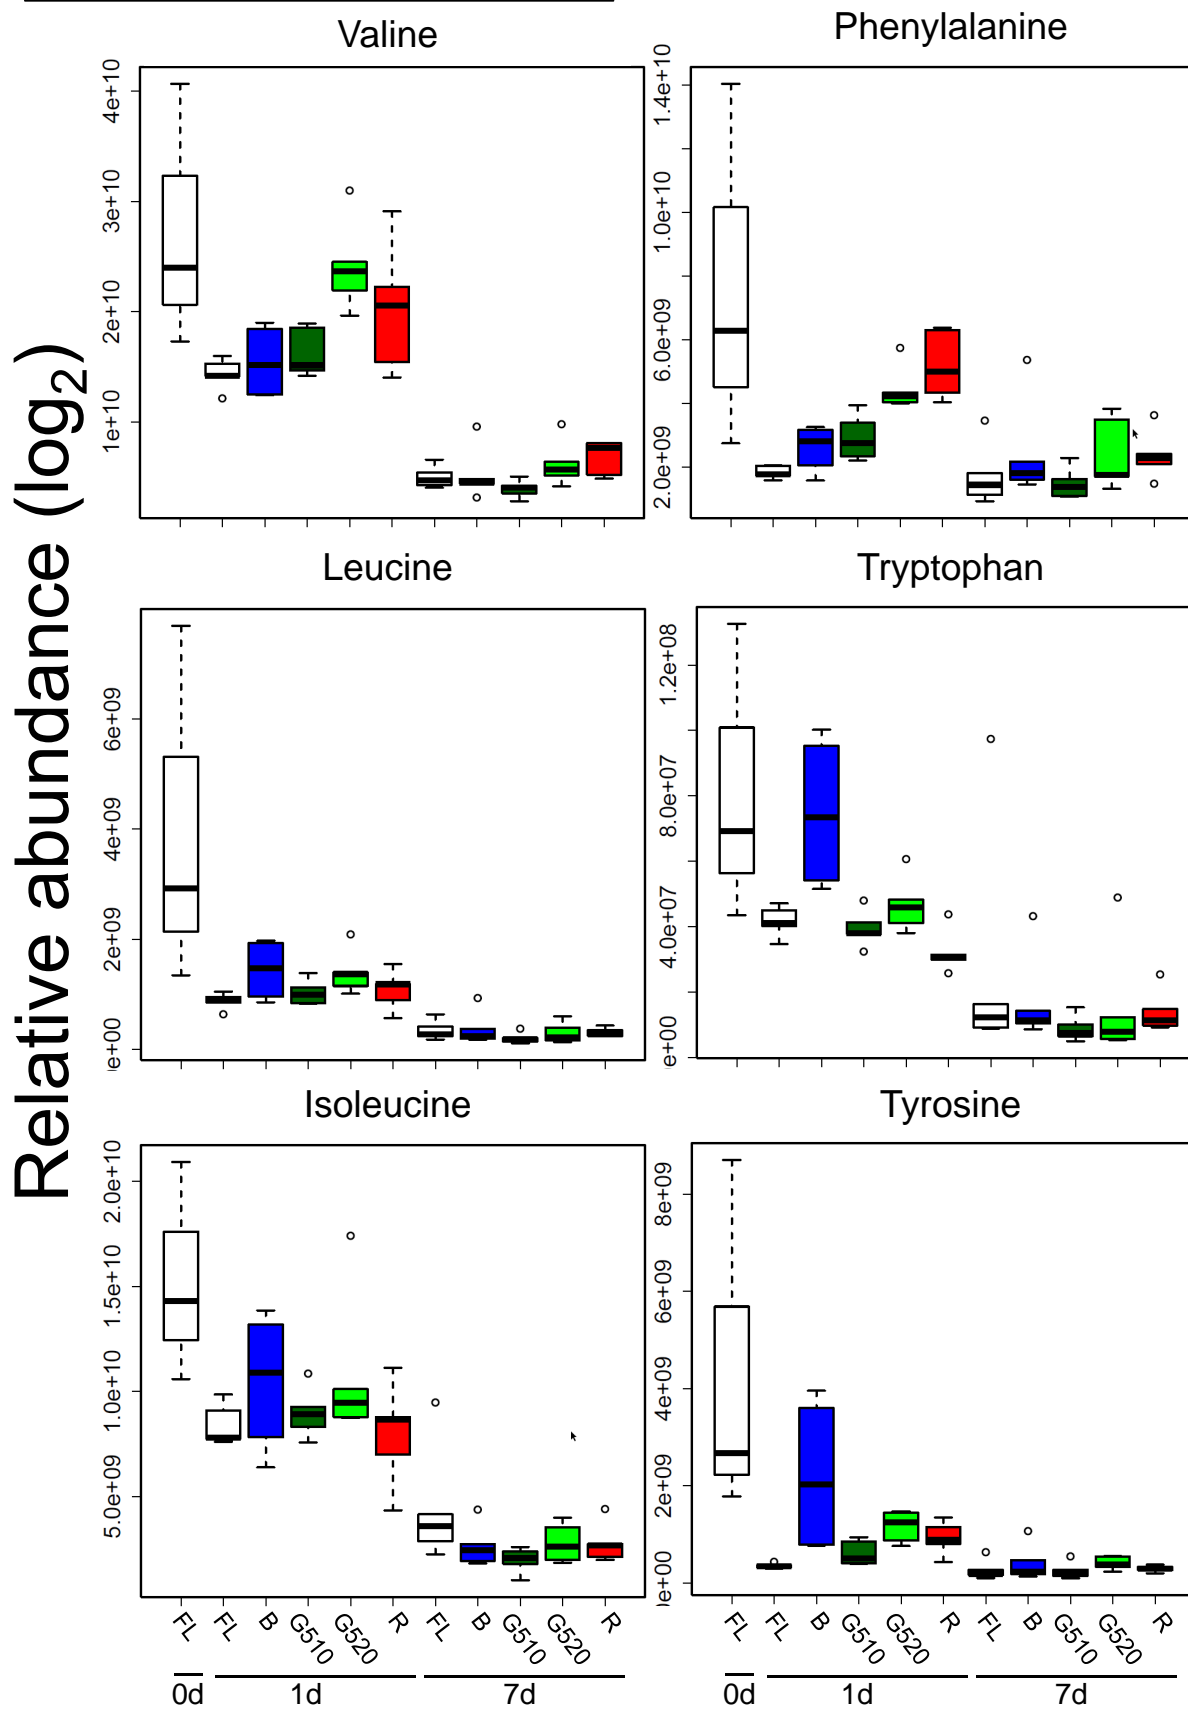 Valine
Phenylalanine
4e+10
3e+10
2e+10
1e+10
1.4e+10
1.0e+10
6.0e+09
2.0e+09
Relative abundance (log2)
Leucine
Tryptophan
6e+09
4e+09
2e+09
e+00
1.2e+08
8.0e+07
4.0e+07
e+00
Isoleucine
Tyrosine
2.0e+10
1.5e+10
1.0e+10
5.0e+09
8e+09
6e+09
4e+09
2e+09
e+00
FL FL B G510 G520 R FL B G510 G520 R
0d 1d 7d
FL FL B G510 G520 R FL B G510 G520 R
0d 1d 7d